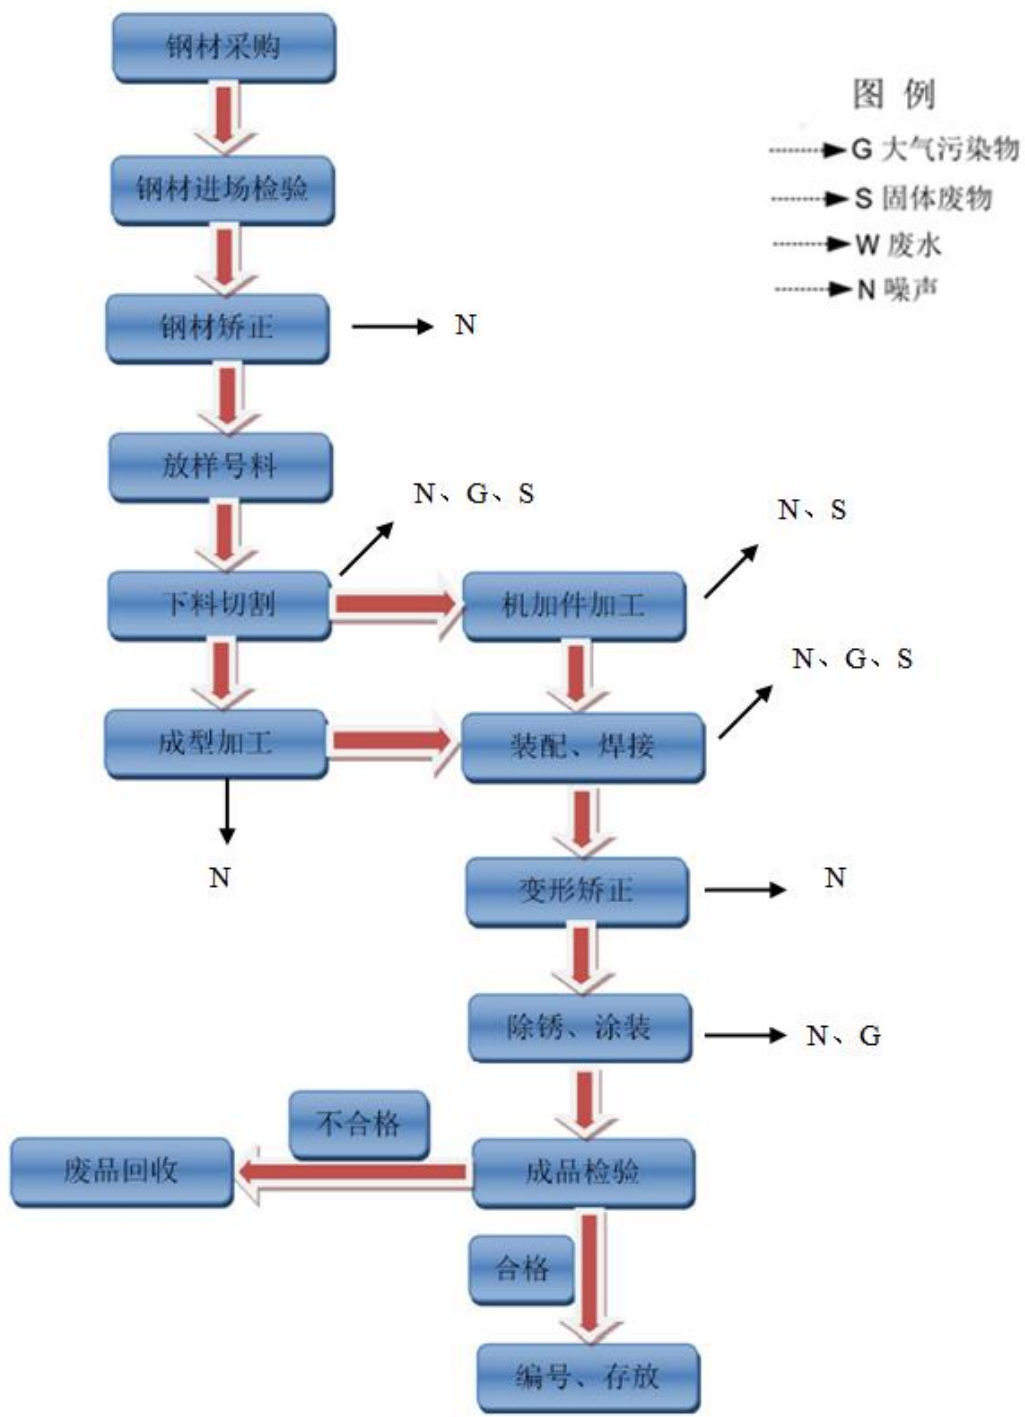 钢材采购
图 例
G 大气污染物
钢材进场检验
S 固体废物
W 废水
N 噪声
钢材矫正
N
放样号料
N、G、S
N、S
下料切割
机加件加工
N、G、S
成型加工
装配、焊接
N
变形矫正
N
除锈、涂装
N、G
不合格
废品回收
成品检验
合格
编号、存放